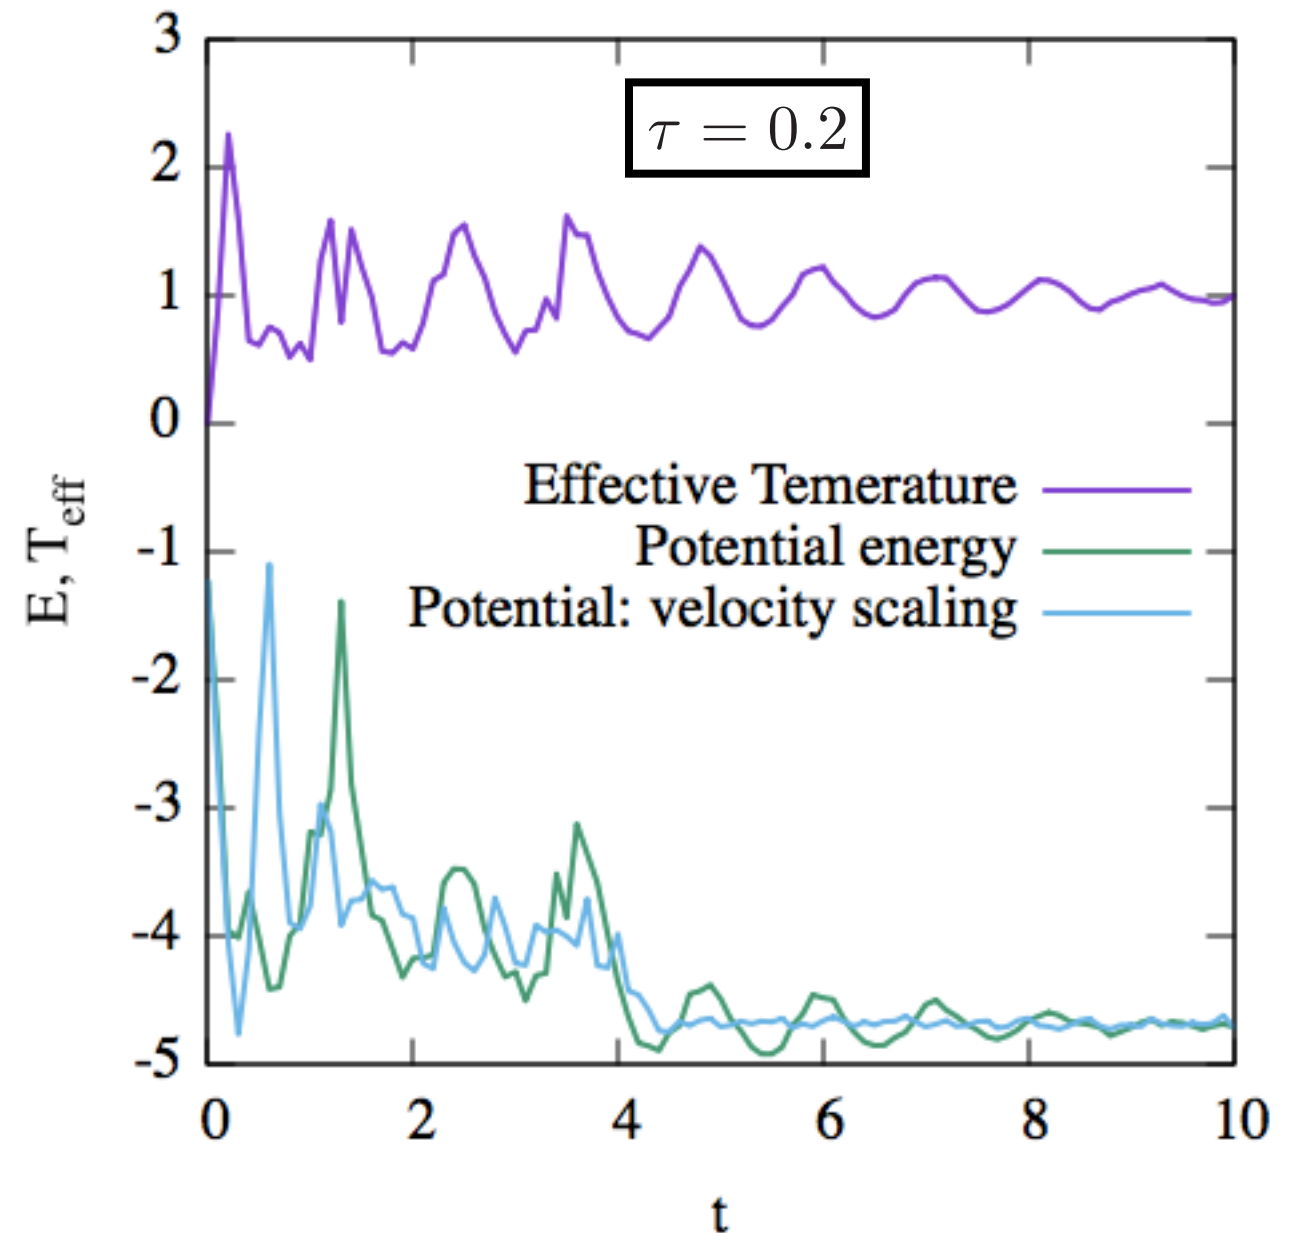 3
τ = 0.2
2
1
0
Effective Temerature
-1
Potential energy
Potential: velocity scaling
E, T_eff
-2
-3
-4
-5
0 2 4 6 8 10
t